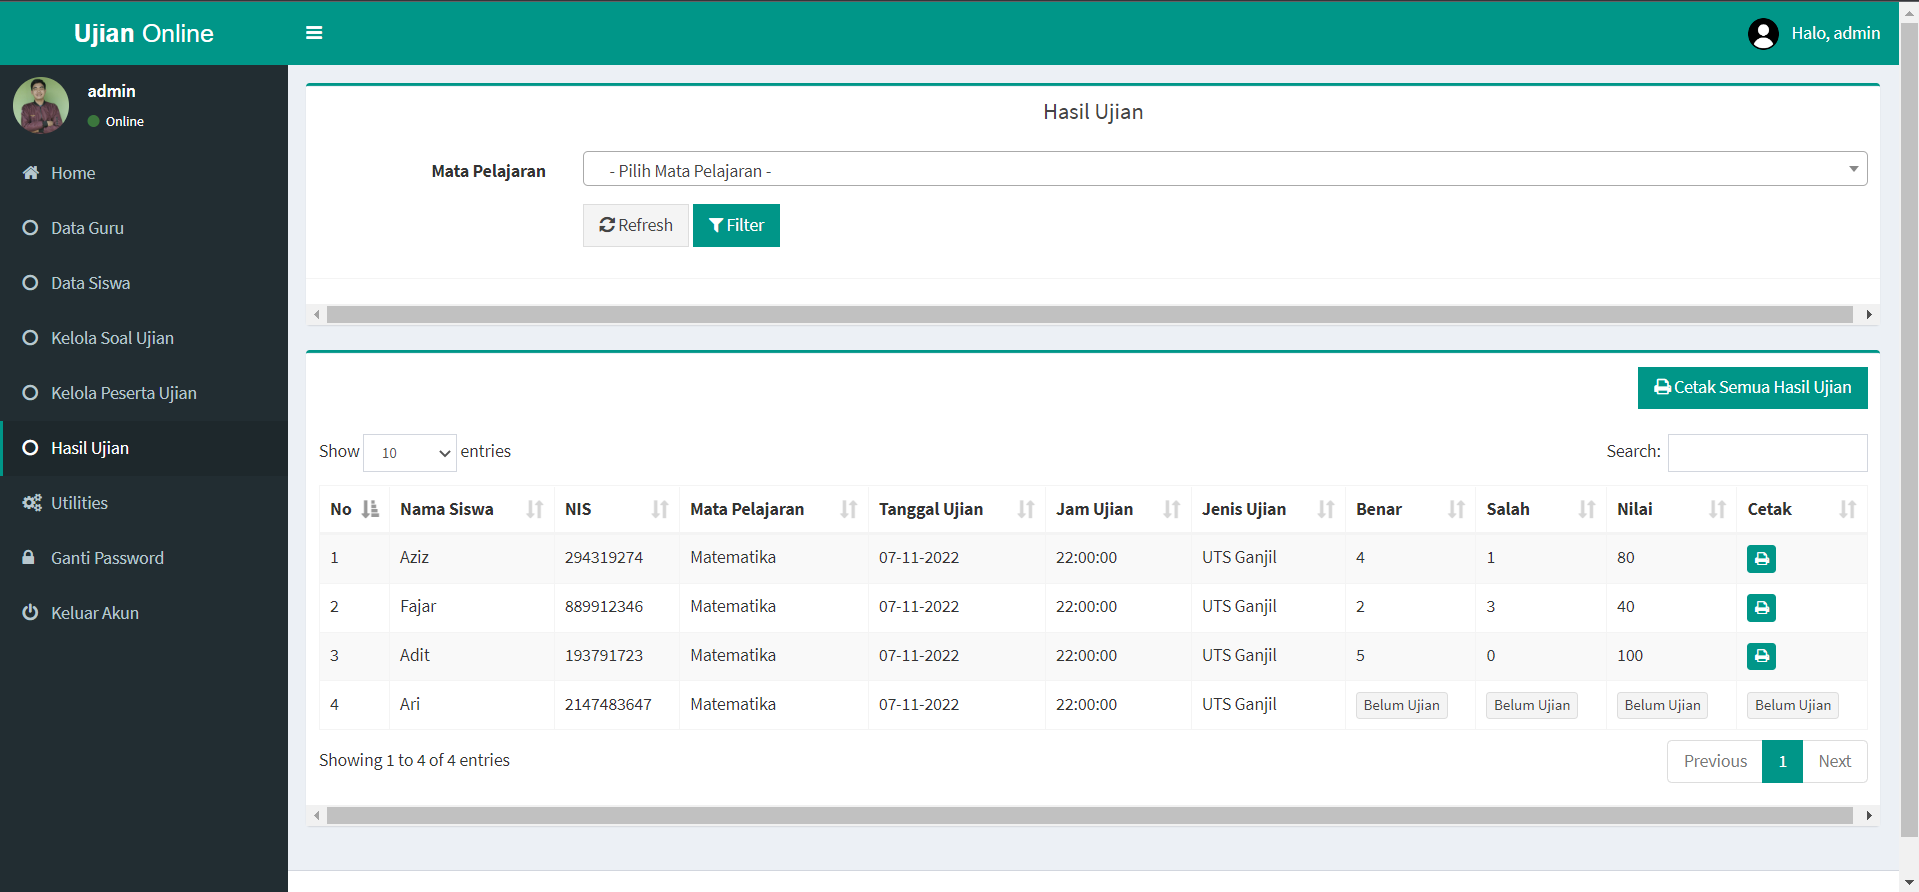 Ujian Online
Halo, admin
admin
Online
Home
Data Guru
Data Siswa
Kelola Soal Ujian
Kelola Peserta Ujian
Hasil Ujian
Utilities
Ganti Password
Keluar Akun
Hasil Ujian
Mata Pelajaran - Pilih Mata Pelajaran -
Refresh Filter
Cetak Semua Hasil Ujian
Show 10 entries Search:
No Nama Siswa NIS Mata Pelajaran Tanggal Ujian Jam Ujian Jenis Ujian Benar Salah Nilai Cetak
1 Aziz 294319274 Matematika 07-11-2022 22:00:00 UTS Ganjil 4 1 80
2 Fajar 889912346 Matematika 07-11-2022 22:00:00 UTS Ganjil 2 3 40
3 Adit 193791723 Matematika 07-11-2022 22:00:00 UTS Ganjil 5 0 100
4 Ari 2147483647 Matematika 07-11-2022 22:00:00 UTS Ganjil Belum Ujian Belum Ujian Belum Ujian Belum Ujian
Showing 1 to 4 of 4 entries Previous 1 Next